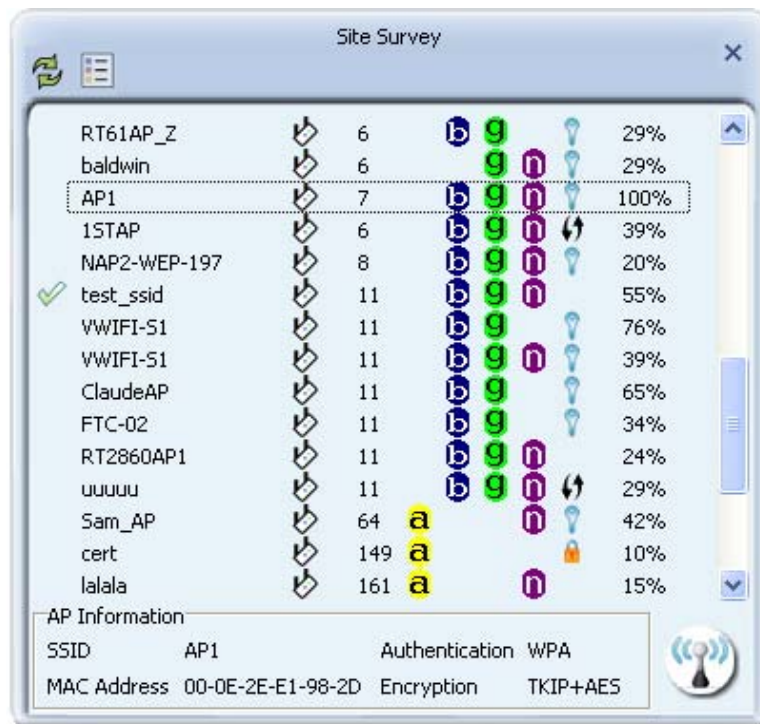 Site Survey
RT61AP_Z 6 b g 29%
baldwin 6 g n 29%
AP1 7 b g n 100%
1STAP 6 b g n 39%
NAP2-WEP-197 8 b g n 20%
test_ssid 11 b g n 55%
VWIFI-S1 11 b g 76%
VWIFI-S1 11 b g n 39%
ClaudeAP 11 b g 65%
FTC-02 11 b g 34%
RT2860AP1 11 b g n 24%
uuuuu 11 b g n 29%
Sam_AP 64 a n 42%
cert 149 a 10%
lalala 161 a n 15%
AP Information
SSID AP1 Authentication WPA
MAC Address 00-0E-2E-E1-98-2D Encryption TKIP+AES